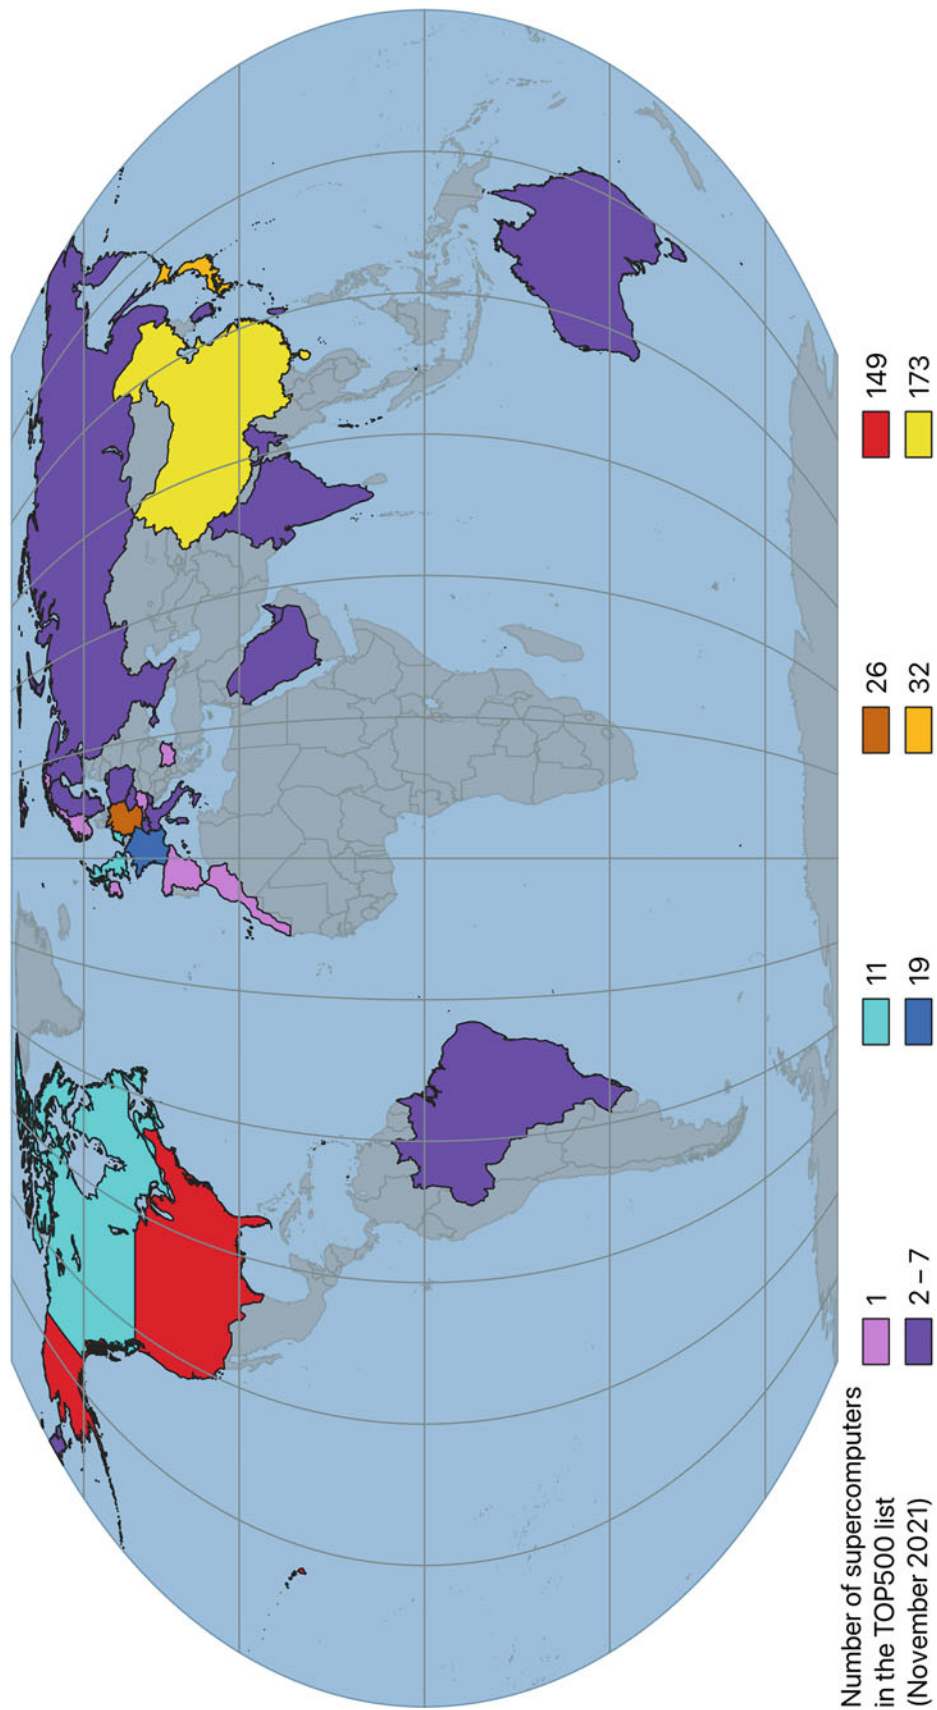 Number of supercomputers
in the TOP500 list
(November 2021)
1
2 – 7
11
19
26
32
149
173